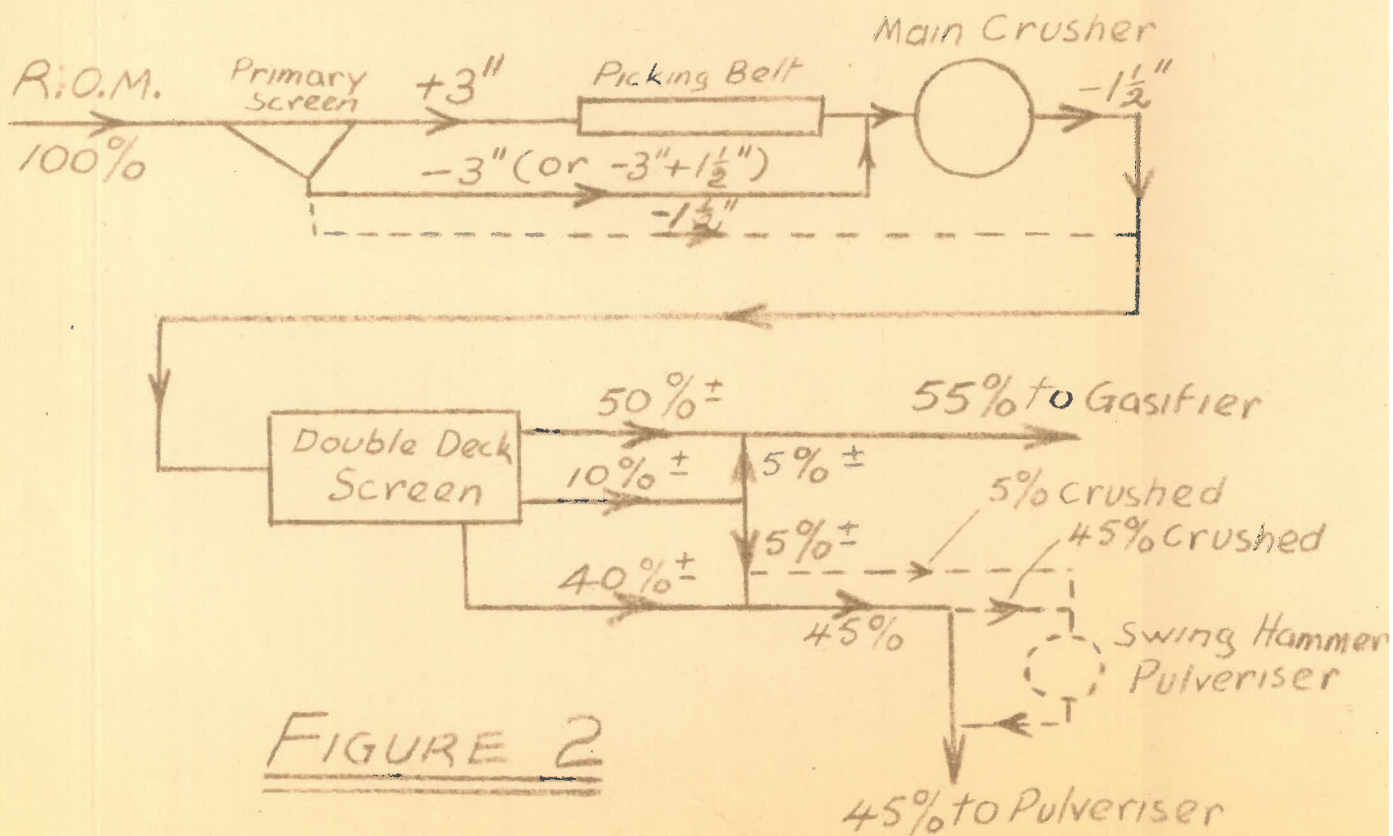 Main Crusher
R.O.M.
Primary
Screen
+3"
Picking Belt
-1½"
100%
-3" (or -3"+1½")
-1½"
50%±
55% to Gasifier
Double Deck
Screen
10%±
5%±
5% Crushed
5%±
45% Crushed
40%±
45%
Swing Hammer
Pulveriser
FIGURE 2
45% to Pulveriser